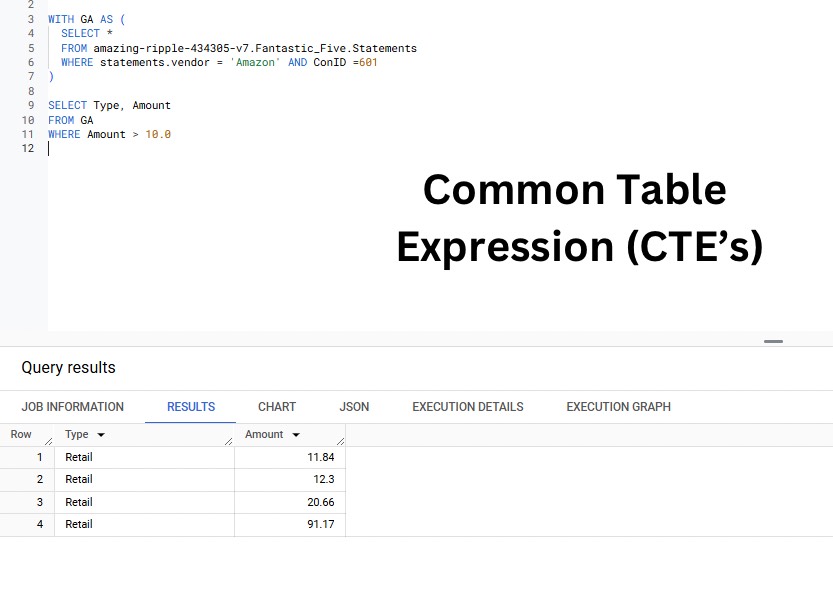 2
3 WITH GA AS (
4 SELECT *
5 FROM amazing-ripple-434305-v7.Fantastic_Five.Statements
6 WHERE statements.vendor = 'Amazon' AND ConID =601
7 )
8
9 SELECT Type, Amount
10 FROM GA
11 WHERE Amount > 10.0
12
Common Table
Expression (CTE’s)
Query results
JOB INFORMATION RESULTS CHART JSON EXECUTION DETAILS EXECUTION GRAPH
Row Type Amount
1 Retail 11.84
2 Retail 12.3
3 Retail 20.66
4 Retail 91.17